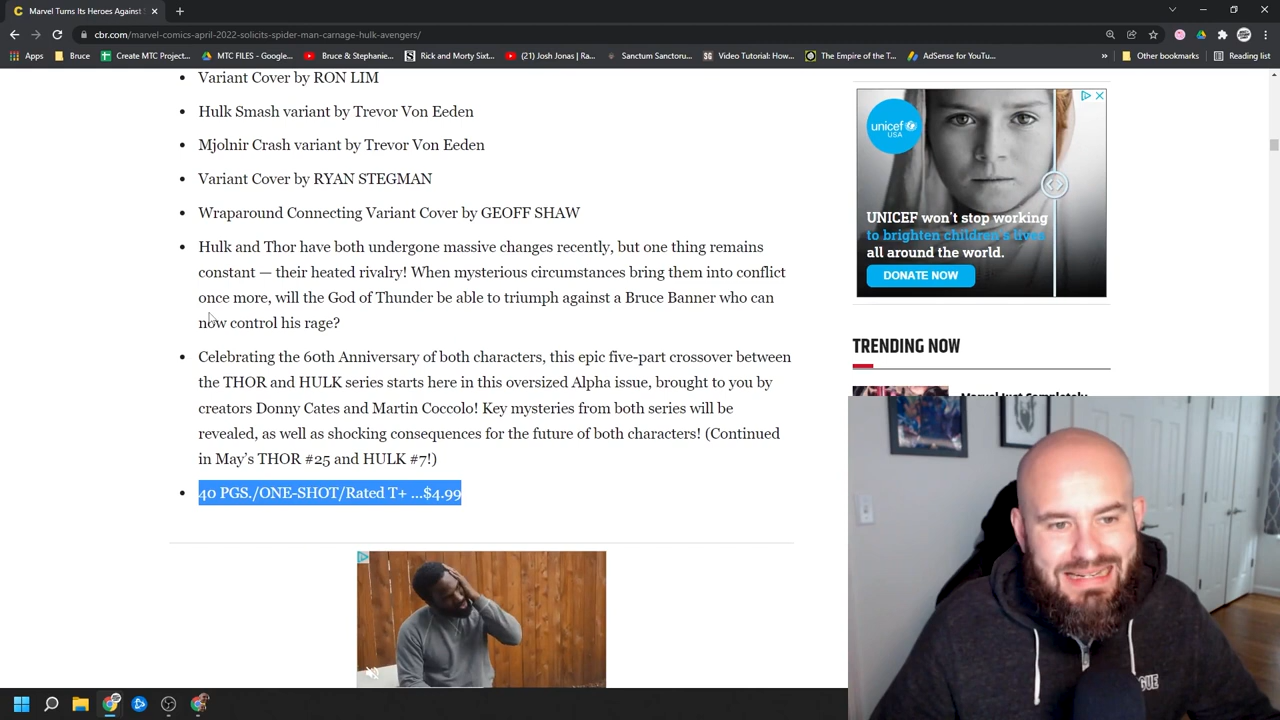 Marvel Turns Its Heroes Against
cbr.com/marvel-comics-april-2022-solicits-spider-man-carnage-hulk-avengers/
Apps
Bruce
Create MTC Project...
MTC FILES - Google...
Bruce & Stephanie...
Rick and Morty Sixt...
(21) Josh Jonas | Ra...
Sanctum Sanctoru...
SG Video Tutorial: How...
The Empire of the T...
AdSense for YouTu...
»
Other bookmarks
Reading list
• Variant Cover by RON LIM
• Hulk Smash variant by Trevor Von Eeden
• Mjolnir Crash variant by Trevor Von Eeden
• Variant Cover by RYAN STEGMAN
• Wraparound Connecting Variant Cover by GEOFF SHAW
• Hulk and Thor have both undergone massive changes recently, but one thing remains
constant — their heated rivalry! When mysterious circumstances bring them into conflict
once more, will the God of Thunder be able to triumph against a Bruce Banner who can
now control his rage?
• Celebrating the 60th Anniversary of both characters, this epic five-part crossover between
the THOR and HULK series starts here in this oversized Alpha issue, brought to you by
creators Donny Cates and Martin Coccolo! Key mysteries from both series will be
revealed, as well as shocking consequences for the future of both characters! (Continued
in May's THOR #25 and HULK #7!)
• 40 PGS./ONE-SHOT/Rated T+ ...$4.99
unicef
USA
UNICEF won't stop working
to brighten children's lives
all around the world.
DONATE NOW
TRENDING NOW
Marvel Just Completely